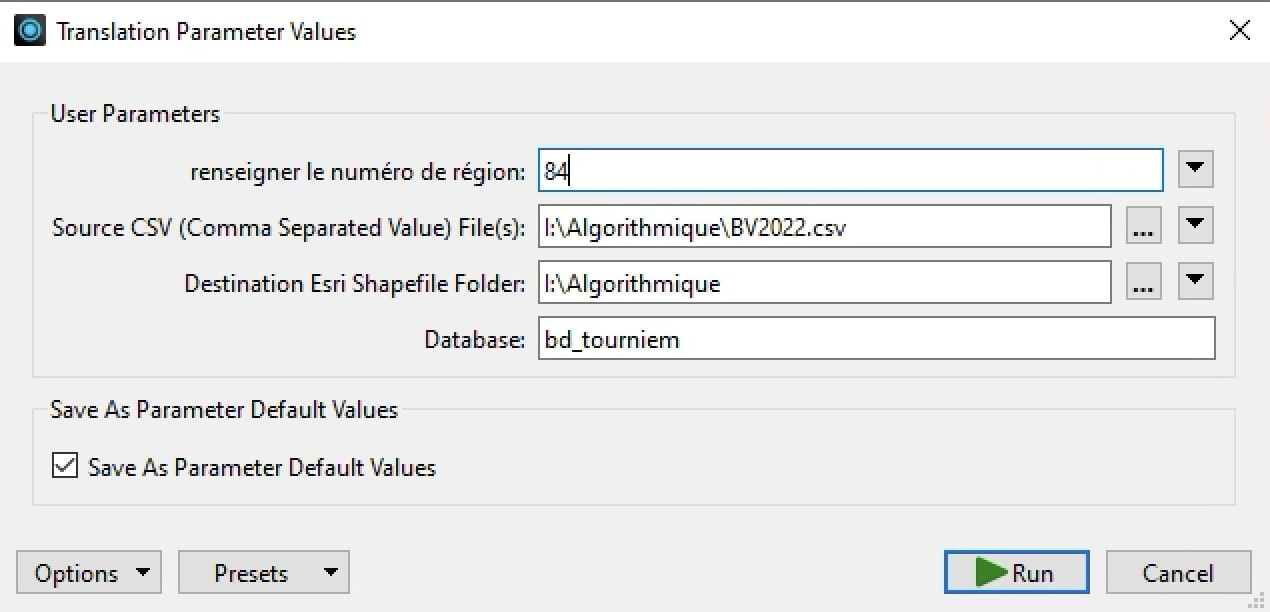 Translation Parameter Values
User Parameters
renseigner le numéro de région: 84
Source CSV (Comma Separated Value) File(s): I:\Algorithmique\BV2022.csv ...
Destination Esri Shapefile Folder: I:\Algorithmique ...
Database: bd_tourniem
Save As Parameter Default Values
Save As Parameter Default Values
Options Presets Run Cancel